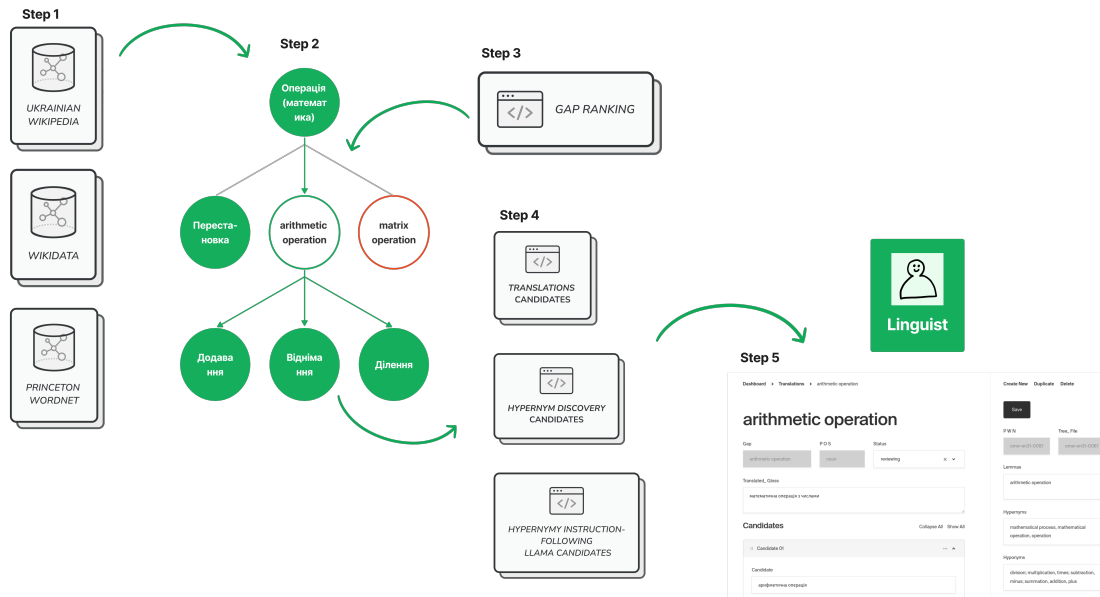 Step 1
UKRAINIAN
WIKIPEDIA
WIKIDATA
PRINCETON
WORDNET
Step 2
Операція
(математ
ика)
Переста-
новка
arithmetic
operation
matrix
operation
Додава
ння
Відніма
ння
Ділення
Step 3
GAP RANKING
Step 4
TRANSLATIONS
CANDIDATES
HYPERNYM DISCOVERY
CANDIDATES
HYPERNYMY INSTRUCTION-
FOLLOWING
LLAMA CANDIDATES
Linguist
Step 5
Dashboard › Translations › arithmetic operation
arithmetic operation
Gap
arithmetic operation
P O S
noun
Status
reviewing
Translated_Gloss
математична операція з числами
Candidates
Collapse All Show All
Candidate 01
Candidate
арифметична операція
Create New Duplicate Delete
Save
P W N
Tree_File
Lemmas
arithmetic operation
Hypernyms
mathematical process, mathematical
operation, operation
Hyponyms
division; multiplication, times; subtraction,
minus; summation, addition, plus